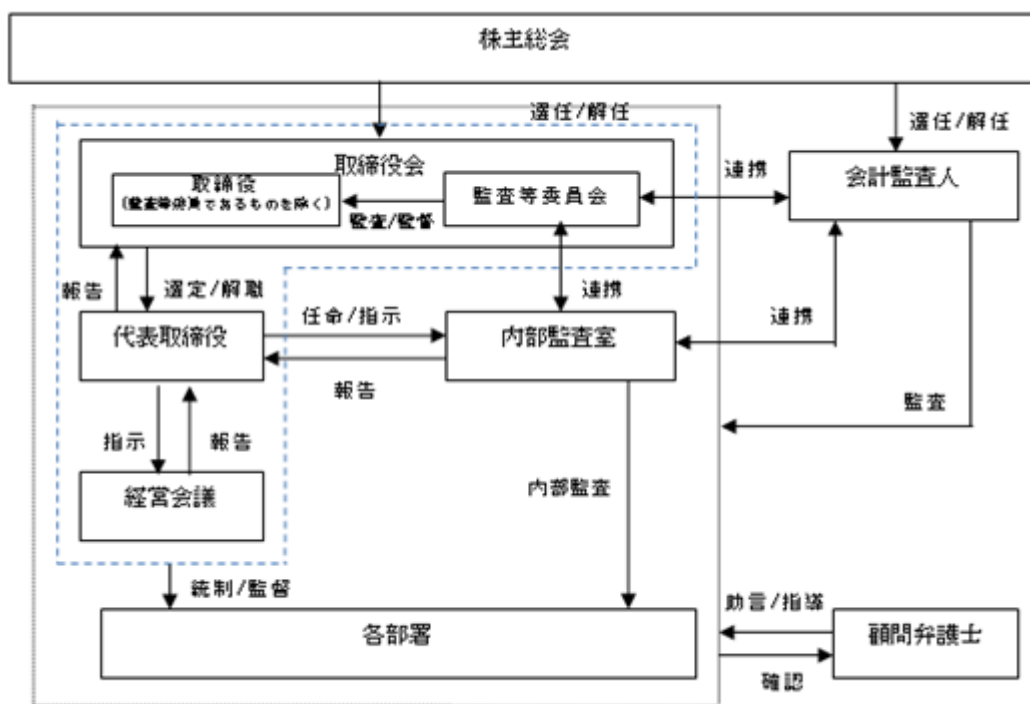 株主総会
選任/解任
選任/解任
取締役会
連携
会計監査人
取締役
(監査等委員であるものを除く)
監査等委員会
監査/監督
報告
選定/解職
連携
任命/指示
連携
代表取締役
内部監査室
報告
監査
指示
報告
内部監査
経営会議
統制/監督
助言/指導
各部署
顧問弁護士
確認